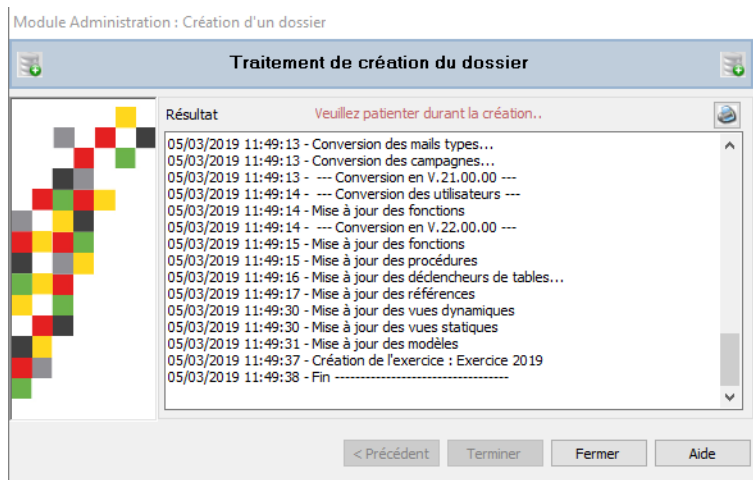 Module Administration : Création d'un dossier
Traitement de création du dossier
Résultat
Veuillez patienter durant la création..
05/03/2019 11:49:13 - Conversion des mails types...
05/03/2019 11:49:13 - Conversion des campagnes...
05/03/2019 11:49:13 - --- Conversion en V.21.00.00 ---
05/03/2019 11:49:14 - --- Conversion des utilisateurs ---
05/03/2019 11:49:14 - Mise à jour des fonctions
05/03/2019 11:49:14 - --- Conversion en V.22.00.00 ---
05/03/2019 11:49:15 - Mise à jour des fonctions
05/03/2019 11:49:15 - Mise à jour des procédures
05/03/2019 11:49:16 - Mise à jour des déclencheurs de tables...
05/03/2019 11:49:17 - Mise à jour des références
05/03/2019 11:49:30 - Mise à jour des vues dynamiques
05/03/2019 11:49:30 - Mise à jour des vues statiques
05/03/2019 11:49:31 - Mise à jour des modèles
05/03/2019 11:49:37 - Création de l'exercice : Exercice 2019
05/03/2019 11:49:38 - Fin ----------------------------------
< Précédent
Terminer
Fermer
Aide